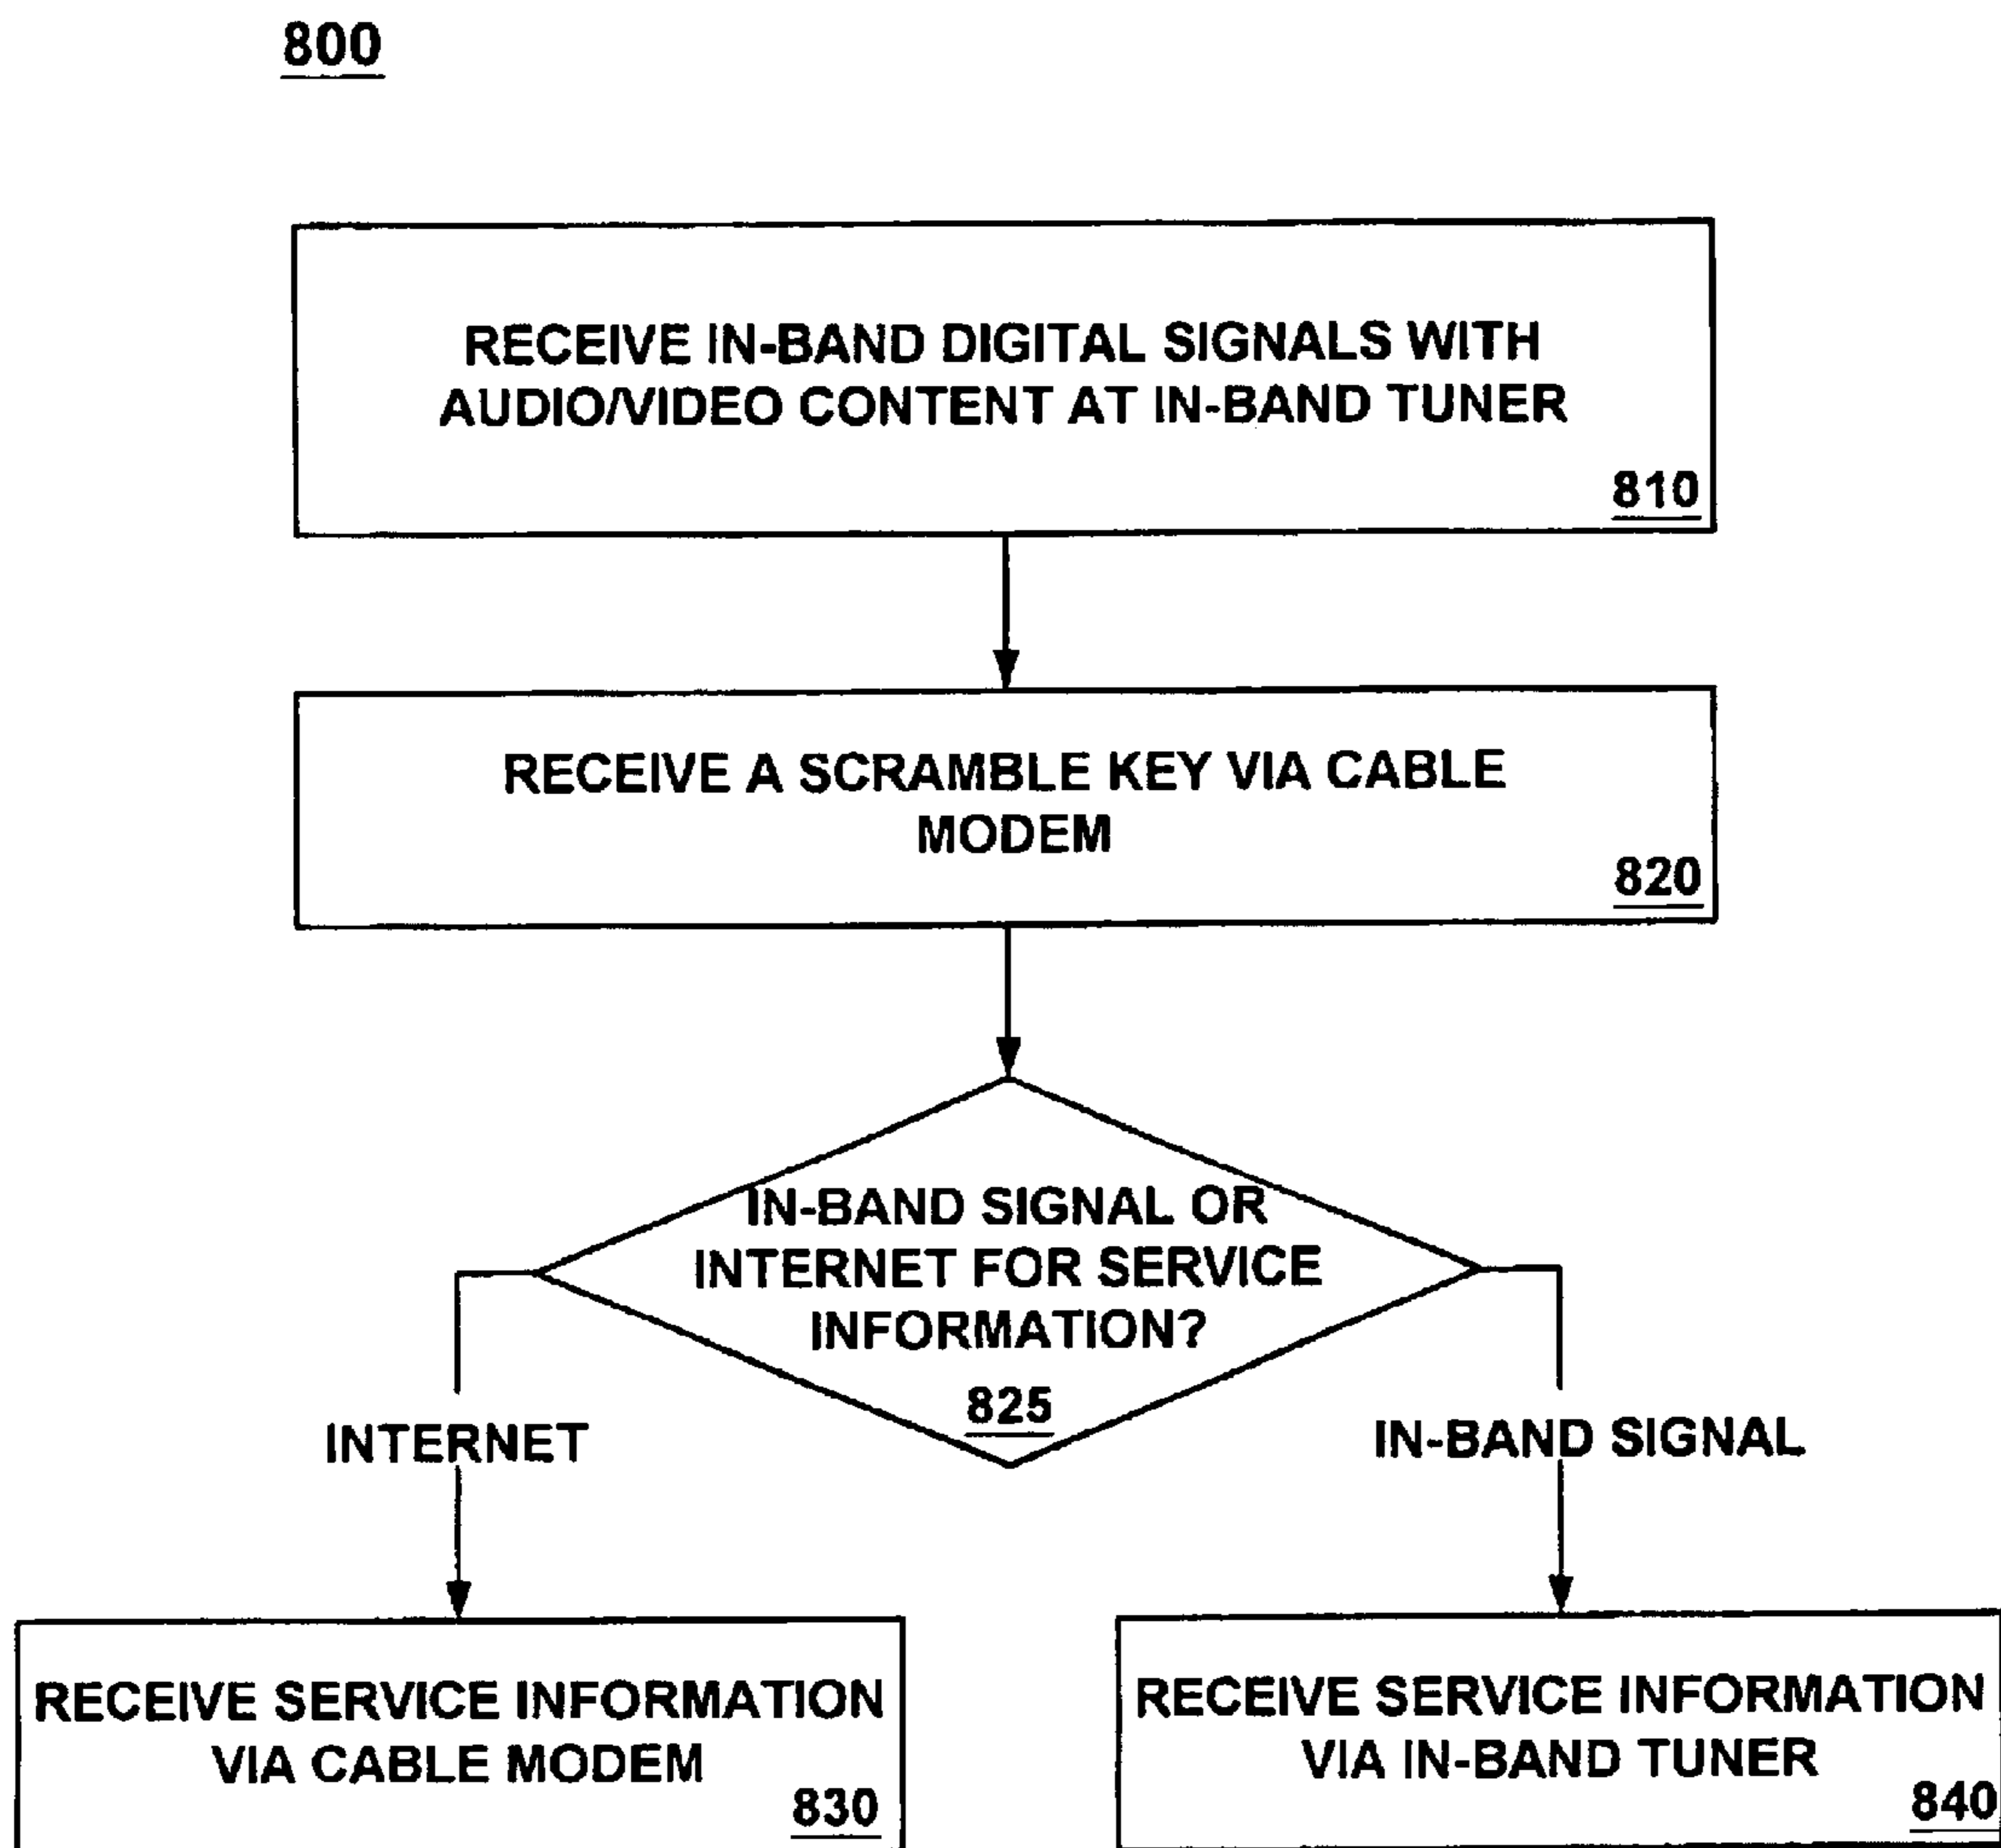 800
RECEIVE IN-BAND DIGITAL SIGNALS WITH
AUDIO/VIDEO CONTENT AT IN-BAND TUNER
810
RECEIVE A SCRAMBLE KEY VIA CABLE
MODEM
820
IN-BAND SIGNAL OR
INTERNET FOR SERVICE
INFORMATION?
825
INTERNET
IN-BAND SIGNAL
RECEIVE SERVICE INFORMATION
VIA CABLE MODEM
830
RECEIVE SERVICE INFORMATION
VIA IN-BAND TUNER
840